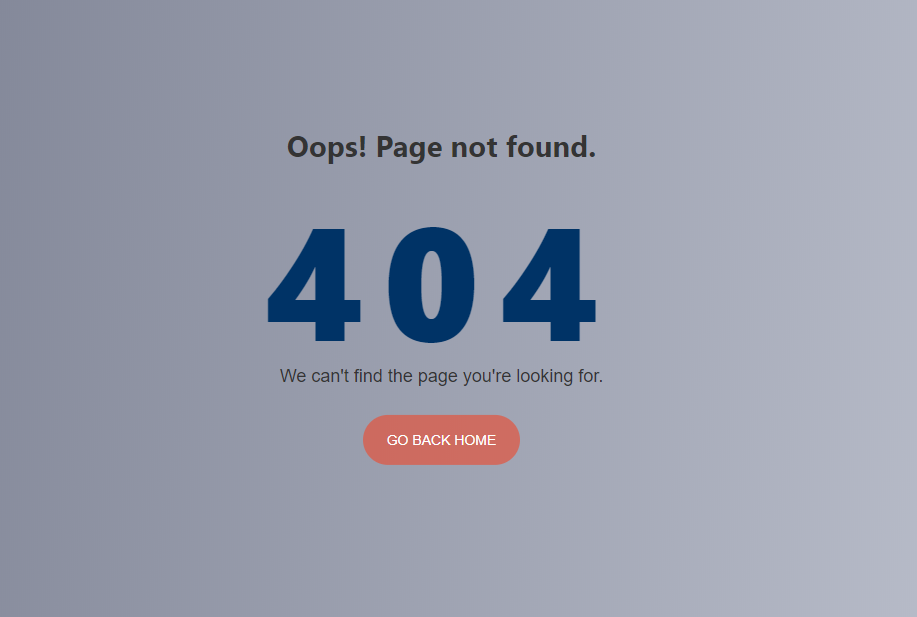 Oops! Page not found.
404
We can't find the page you're looking for.
GO BACK HOME